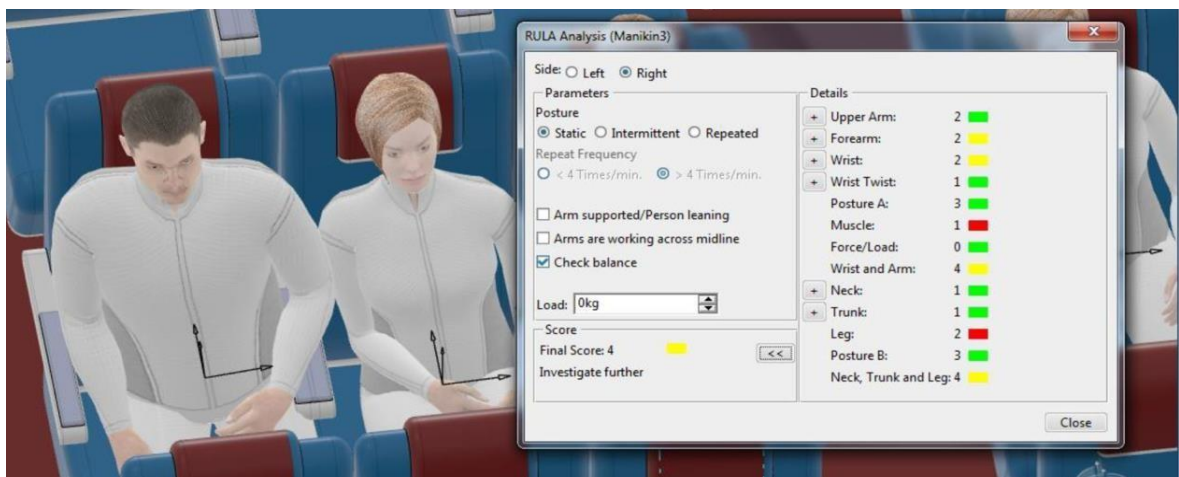 RULA Analysis (Manikin3)
Side: Left Right
Parameters
Posture
Static Intermittent Repeated
Repeat Frequency
< 4 Times/min. > 4 Times/min.
Arm supported/Person leaning
Arms are working across midline
Check balance
Load: 0kg
Score
Final Score: 4
<<
Investigate further
Details
+ Upper Arm: 2
+ Forearm: 2
+ Wrist: 2
+ Wrist Twist: 1
Posture A: 3
Muscle: 1
Force/Load: 0
Wrist and Arm: 4
+ Neck: 1
+ Trunk: 1
Leg: 2
Posture B: 3
Neck, Trunk and Leg: 4
Close